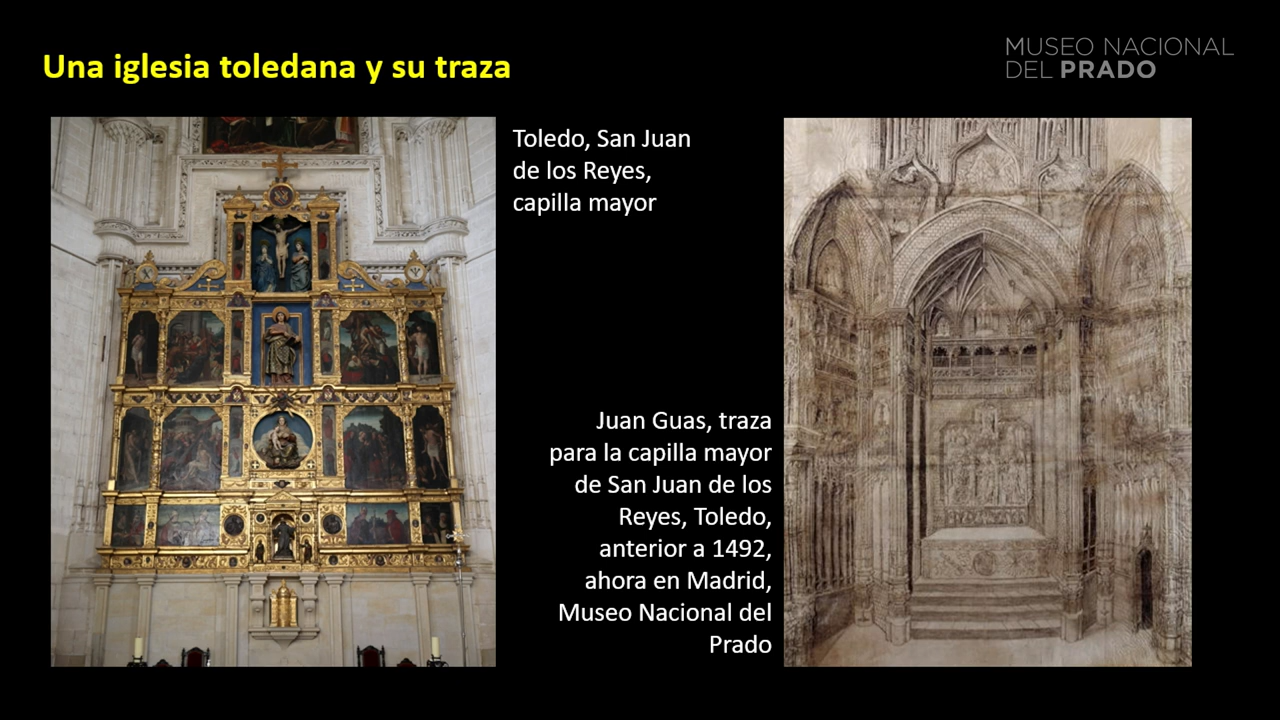 Una iglesia toledana y su traza
MUSEO NACIONAL
DEL PRADO
Toledo, San Juan
de los Reyes,
capilla mayor
Juan Guas, traza
para la capilla mayor
de San Juan de los
Reyes, Toledo,
anterior a 1492,
ahora en Madrid,
Museo Nacional del
Prado